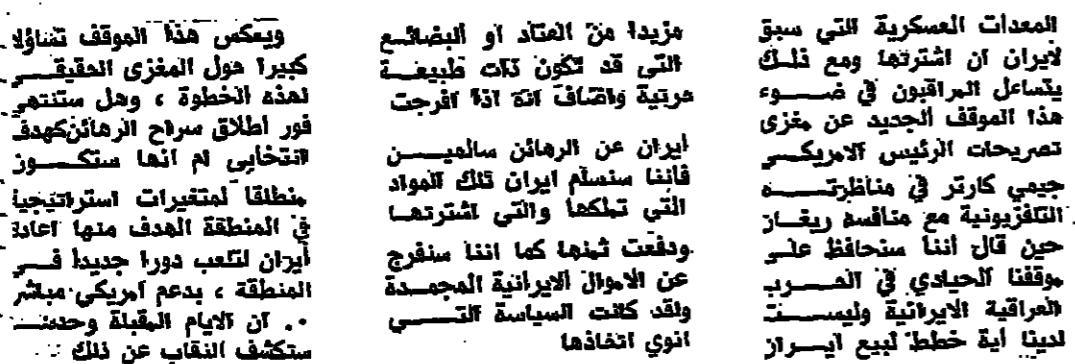 المعدات العسكرية التي سبق
لايران ان اشترتها ومع ذلك
يتساءل المراقبون في ضوء
هذا الموقف الجديد عن مغزى
تصريحات الرئيس الامريكي
جيمي كارتر في مناظرته
التلفزيونية مع منافسه ريغان
حين قال أننا سنحافظ على
موقفنا الحيادي في الحرب
العراقية الايرانية وليست
لدينا أية خطط لبيع ايران
مزيدا من العتاد او البضائع
التي قد تكون ذات طبيعة
حربية واضاف انه اذا افرجت
ايران عن الرهائن سالمين
فأننا سنسلم ايران تلك المواد
التي تملكها والتي اشترتها
ودفعت ثمنها كما اننا سنفرج
عن الاموال الايرانية المجمدة
ولقد كانت السياسة التي
انوي اتخاذها
ويعكس هذا الموقف تساؤلا
كبيرا حول المغزى الحقيقي
لهذه الخطوة ، وهل ستنتهي
فور اطلاق سراح الرهائن كهدف
انتخابي ام انها ستكون
منطلقا لمتغيرات استراتيجية
في المنطقة الهدف منها اعادة
أيران لتلعب دورا جديدا في
المنطقة ، بدعم أمريكي مباشر
.. ان الايام المقبلة وحدها
ستكشف النقاب عن ذلك